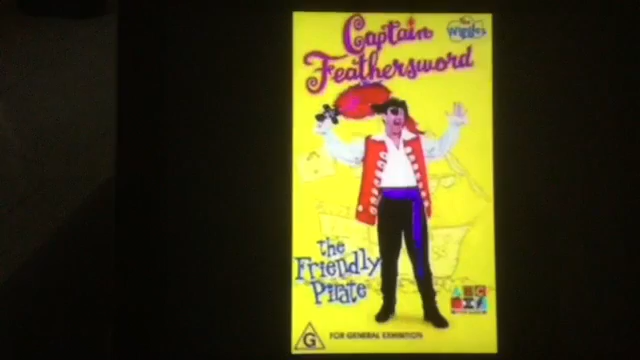 Captain
Feathersword
the
Wiggles
the
Friendly
Pirate
ABC
G
FOR GENERAL EXHIBITION